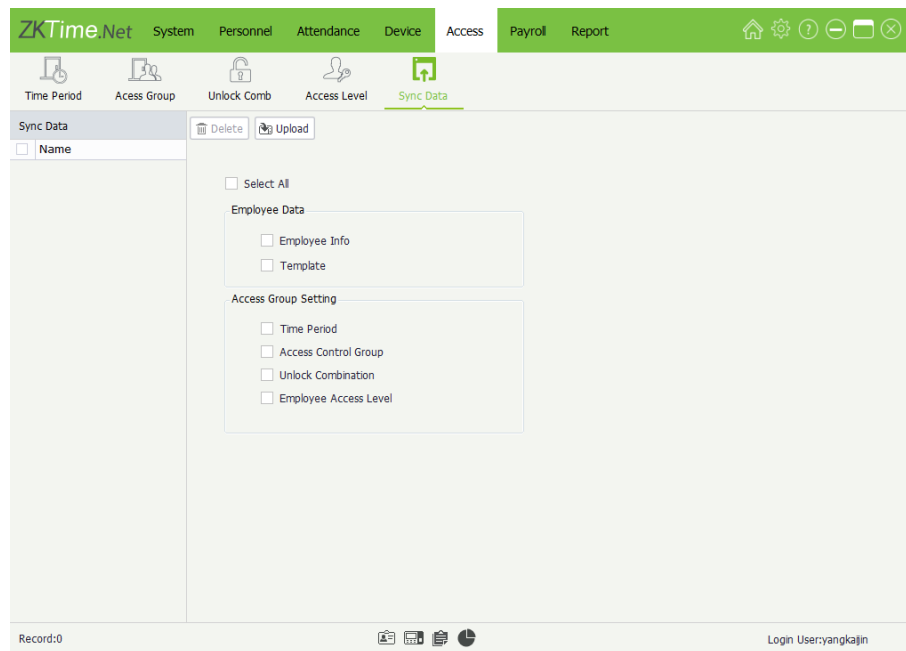 ZKTime.Net System Personnel Attendance Device Access Payroll Report
Time Period Acess Group Unlock Comb Access Level Sync Data
Sync Data
Delete Upload
Name
Select All
Employee Data
Employee Info
Template
Access Group Setting
Time Period
Access Control Group
Unlock Combination
Employee Access Level
Record:0
Login User:yangkaijin